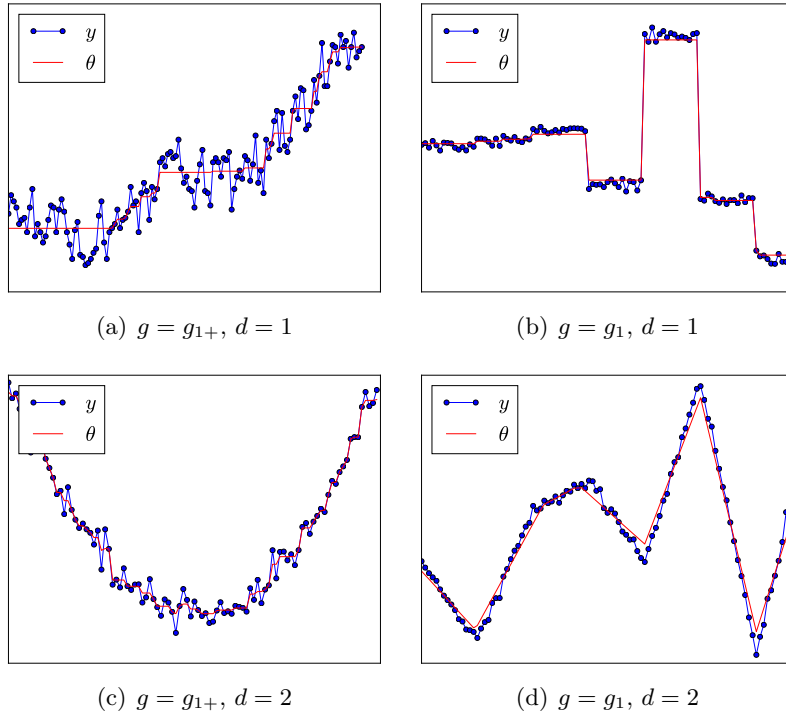 y
θ
y
θ
(a) g = g₁₊, d = 1
(b) g = g₁, d = 1
y
θ
y
θ
(c) g = g₁₊, d = 2
(d) g = g₁, d = 2